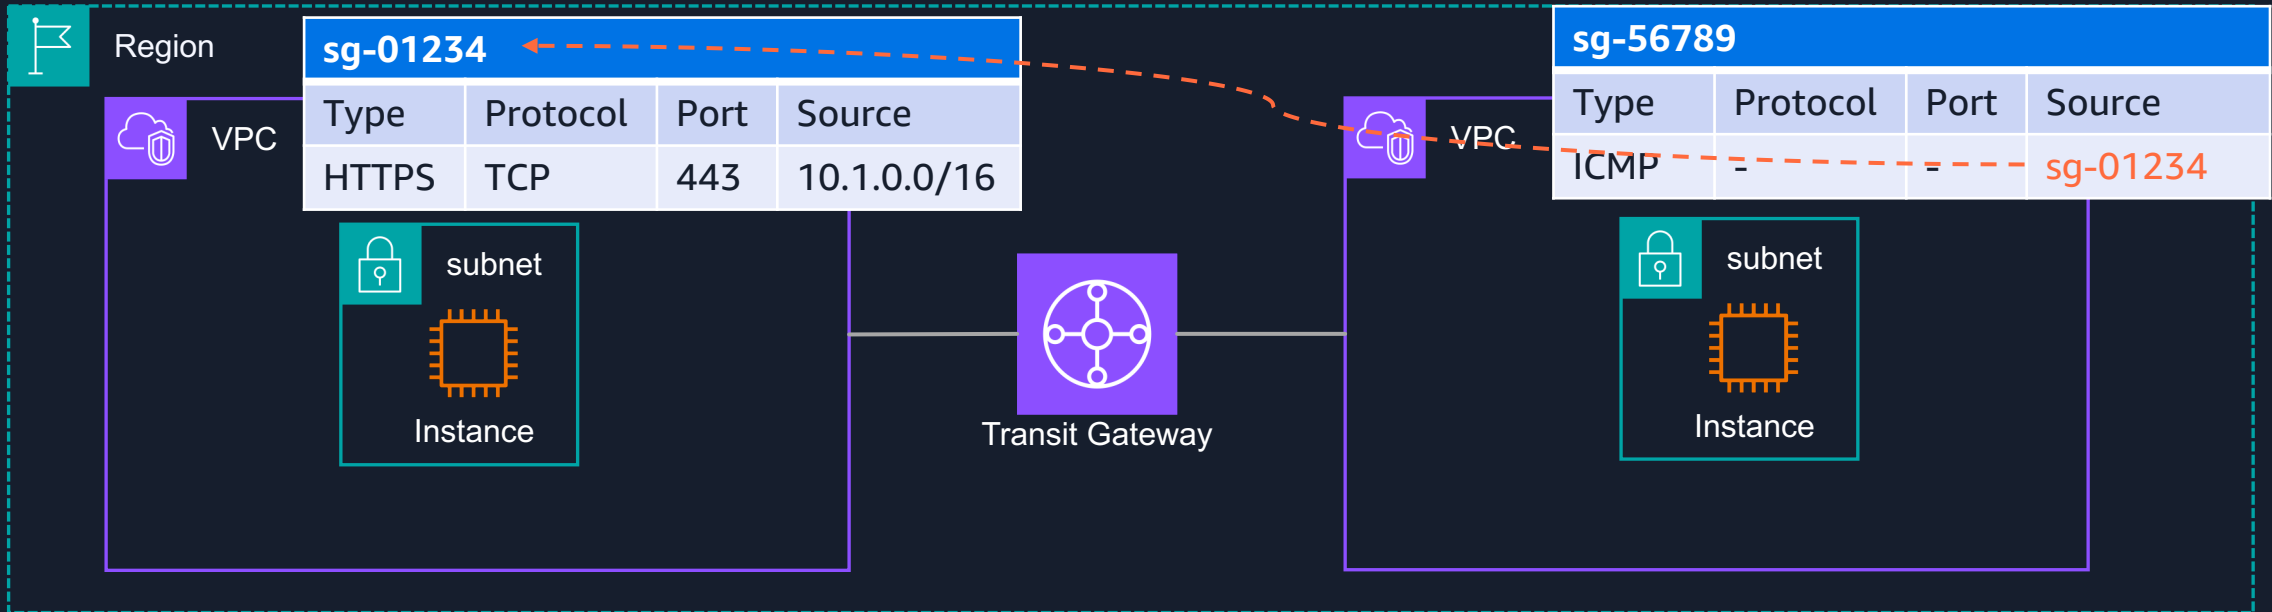 Region
sg-01234
Type Protocol Port Source
HTTPS TCP 443 10.1.0.0/16
VPC
subnet
Instance
Transit Gateway
sg-56789
Type Protocol Port Source
ICMP - - sg-01234
VPC
subnet
Instance